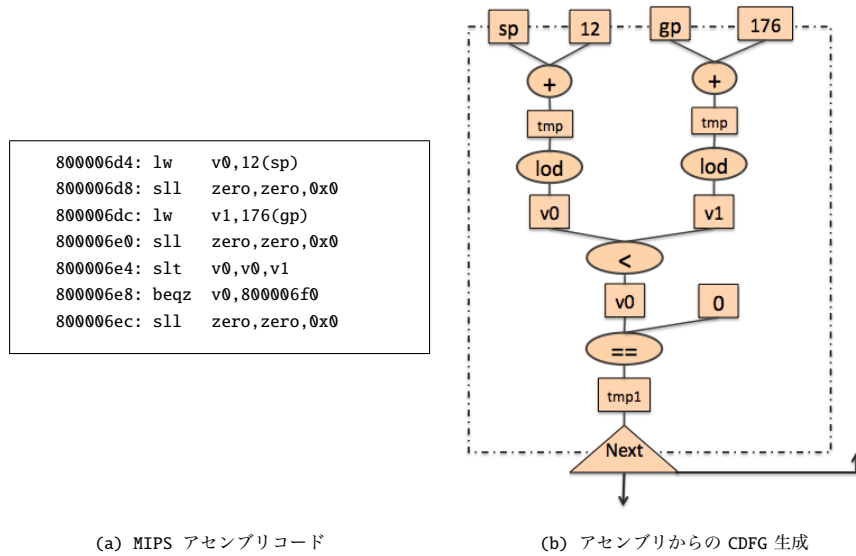 800006d4: lw v0,12(sp)
800006d8: sll zero,zero,0x0
800006dc: lw v1,176(gp)
800006e0: sll zero,zero,0x0
800006e4: slt v0,v0,v1
800006e8: beqz v0,800006f0
800006ec: sll zero,zero,0x0
(a) MIPS アセンブリコード
sp 12 gp 176
+ +
tmp tmp
lod lod
v0 v1
<
v0 0
==
tmp1
Next
(b) アセンブリからの CDFG 生成